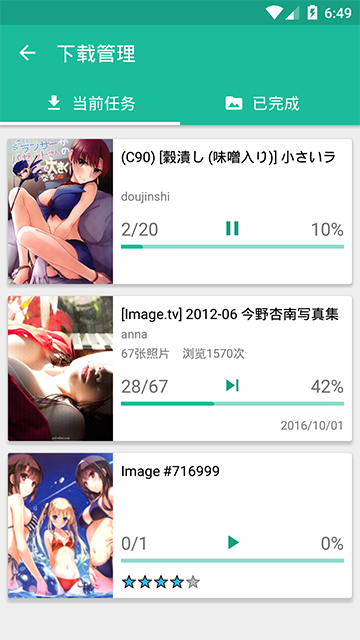 6:49
下载管理
当前任务
已完成
(C90) [穀潰し (味噌入り)] 小さいラ
doujinshi
2/20
10%
[Image.tv] 2012-06 今野杏南写真集
anna
67张照片 浏览1570次
28/67
42%
2016/10/01
Image #716999
0/1
0%